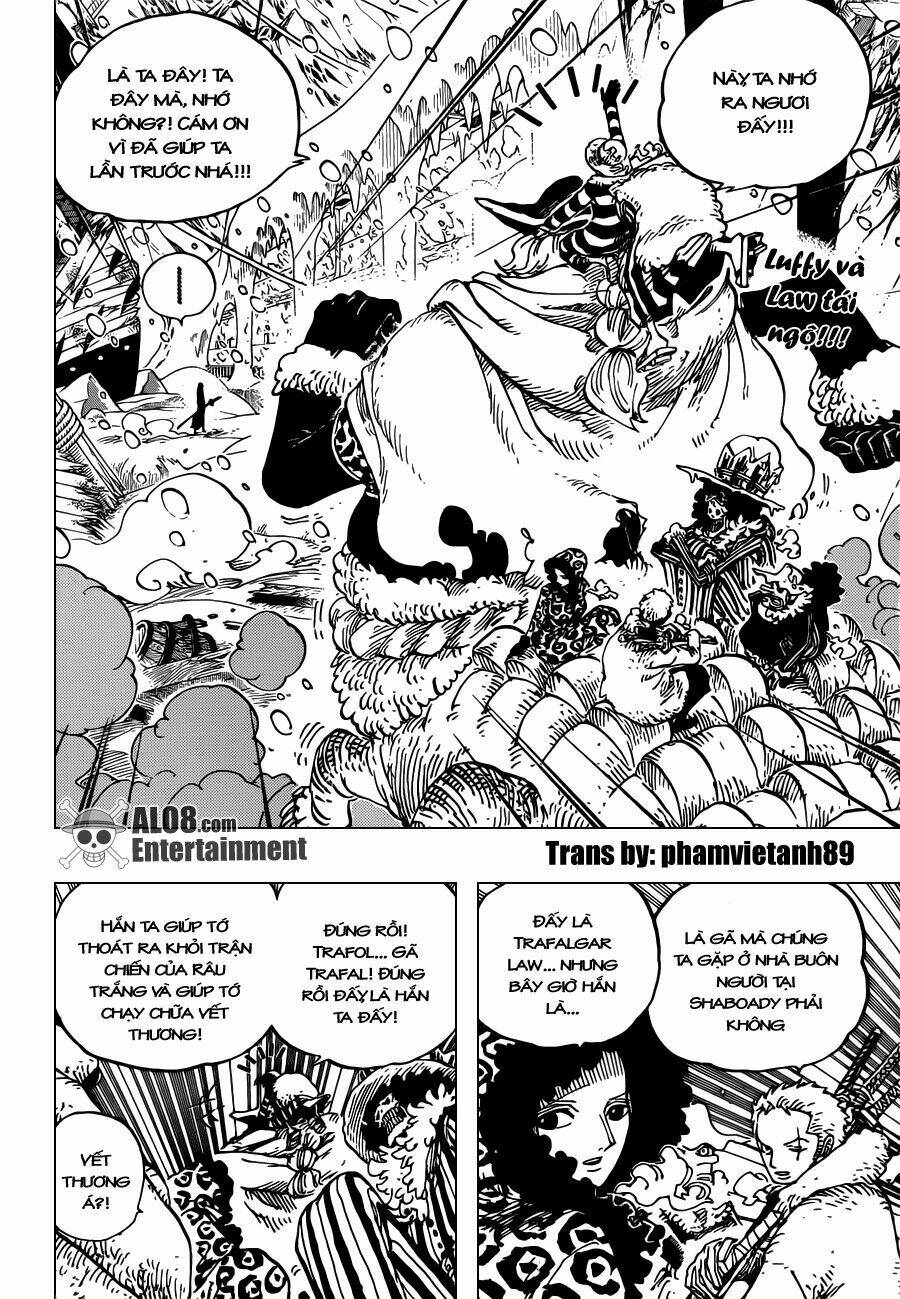 NÀY, TA NHỚ
RA NGƯƠI
ĐẤY!!!
LÀ TA ĐÂY! TA
ĐÂY MÀ, NHỚ
KHÔNG?! CÁM ƠN
VÌ ĐÃ GIÚP TA
LẦN TRƯỚC NHÁ!!!
Luffy và
Law tái
ngộ!!!
AL08.com
Entertainment
Trans by: phamvietanh89
LÀ GÃ MÀ CHÚNG
TA GẶP Ở NHÀ BUÔN
NGƯỜI TẠI
SHABOADY PHẢI
KHÔNG
ĐẤY LÀ
TRAFALGAR
LAW... NHƯNG
BÂY GIỜ HẮN
LÀ...
ĐÚNG RỒI!
TRAFOL... GÃ
TRAFAL! ĐÚNG
RỒI ĐẤY, LÀ HẮN
TA ĐẤY!
HẮN TA GIÚP TỚ
THOÁT RA KHỎI TRẬN
CHIẾN CỦA RÂU
TRẮNG VÀ GIÚP TỚ
CHẠY CHỮA VẾT
THƯƠNG!
VẾT
THƯƠNG
Á?!